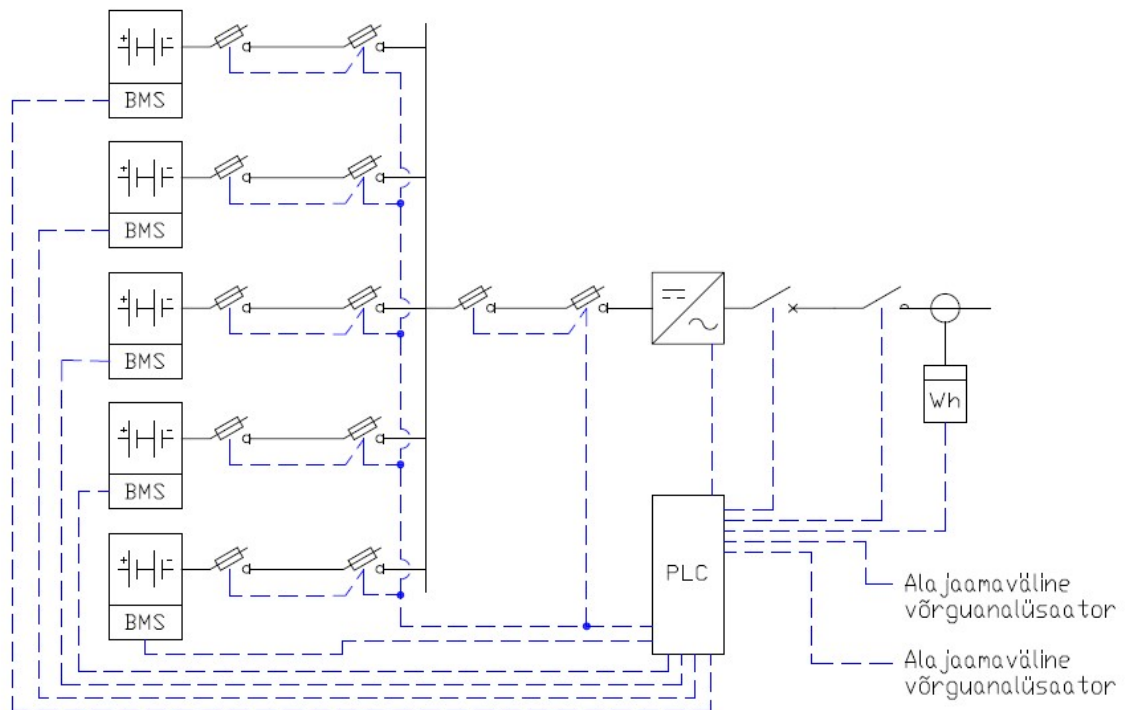 BMS
BMS
BMS
BMS
BMS
Wh
PLC
Alajaamaväline
võrguanalüsaator
Alajaamaväline
võrguanalüsaator